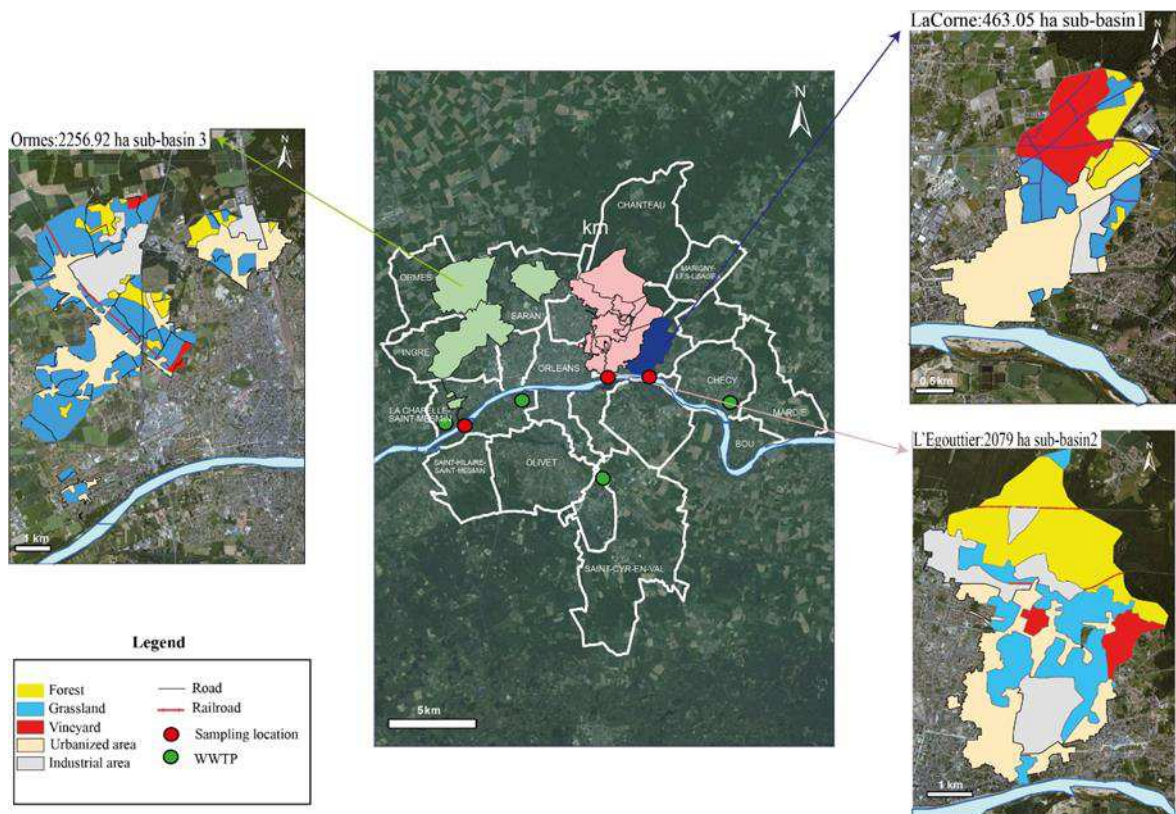 LaCorne:463.05 ha sub-basin1
N
0.5km
Ormes:2256.92 ha sub-basin 3
N
1 km
N
km
CHANTEAU
ORMES
MARIGNY-
LES-USAGES
SARAN
INGRE
ORLEANS
CHECY
LA CHAPELLE-
SAINT-MESMIN
MARDIE
BOU
SAINT-HILAIRE-
SAINT-MESMIN
OLIVET
SAINT-CYR-EN-VAL
5km
L'Egouttier:2079 ha sub-basin2
N
1 km
Legend
Forest
Grassland
Vineyard
Urbanized area
Industrial area
Road
Railroad
Sampling location
WWTP